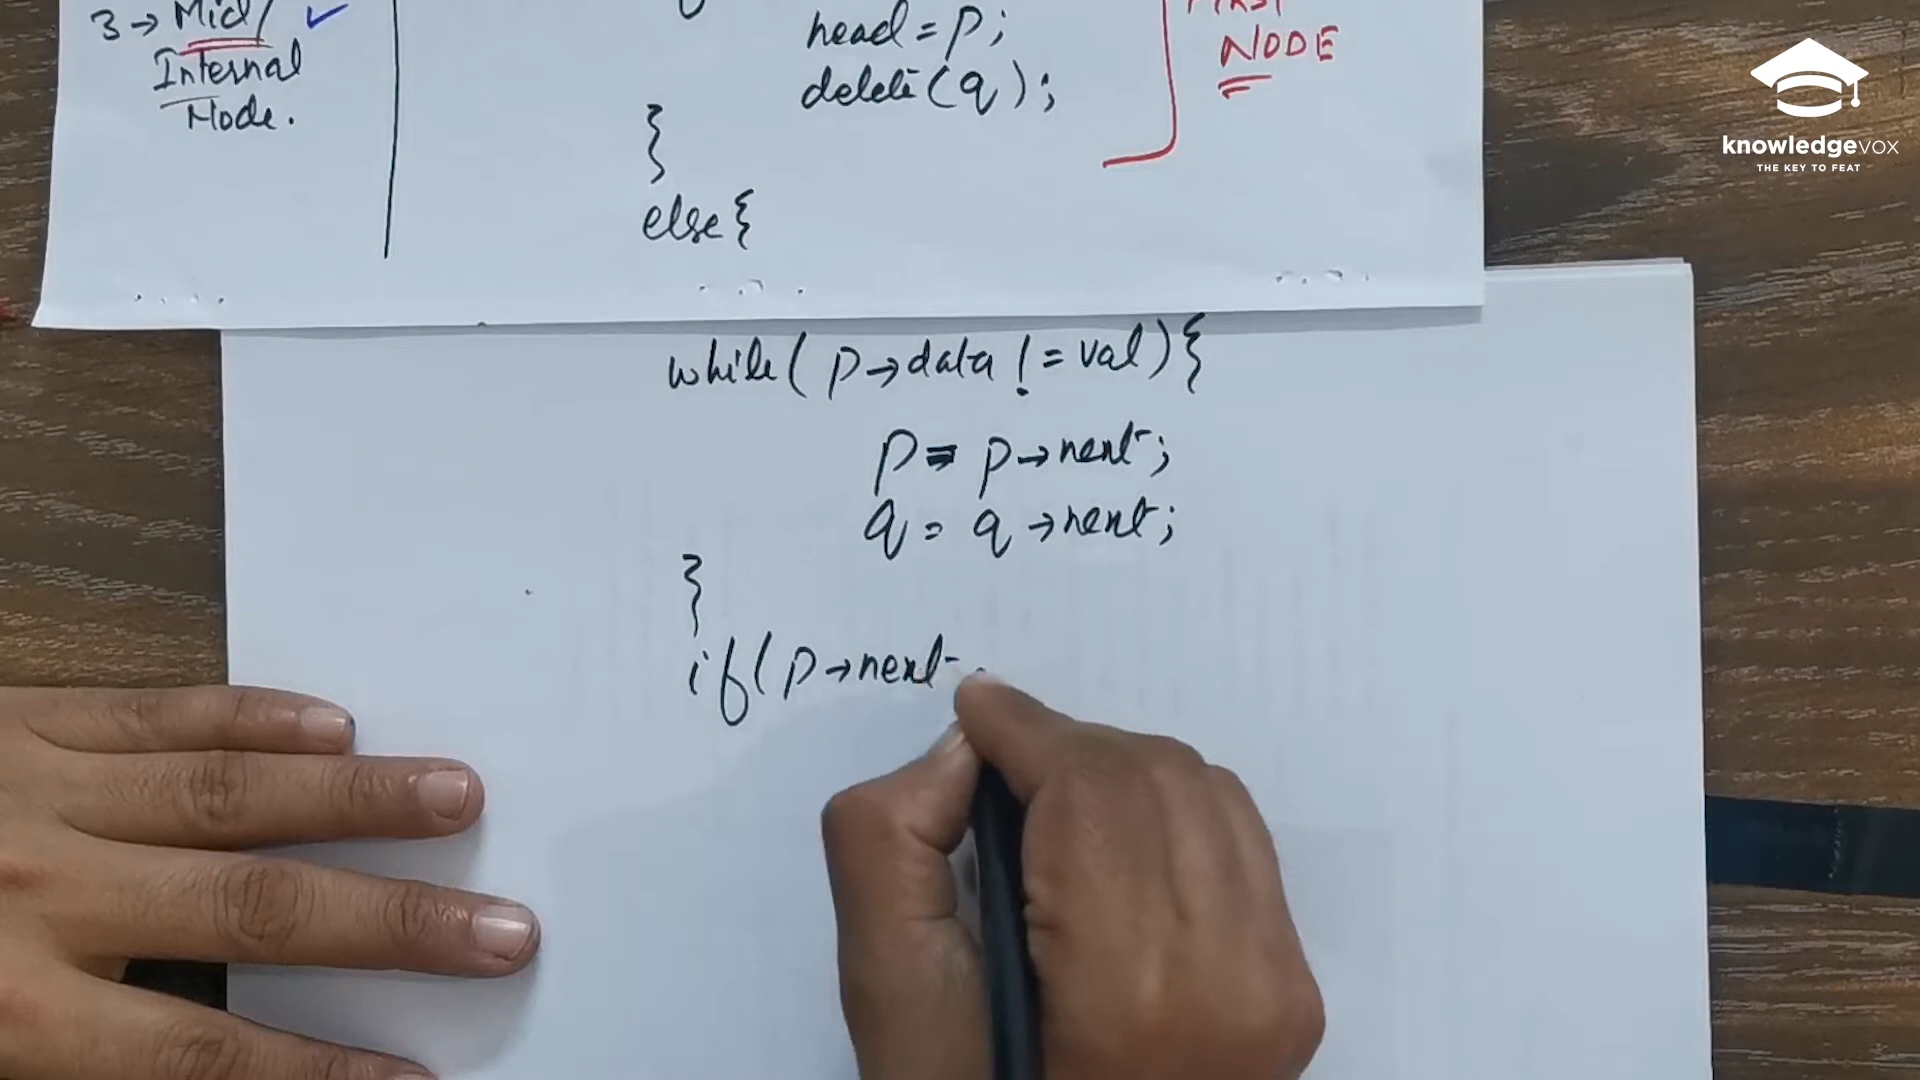 3→ Mid/
Internal
Node.
head = p;
delete(q);
}
else{
FIRST
NODE
while( p→data != val){
p = p→next;
q = q→next;
}
if( p→next
knowledgevox
THE KEY TO FEAT